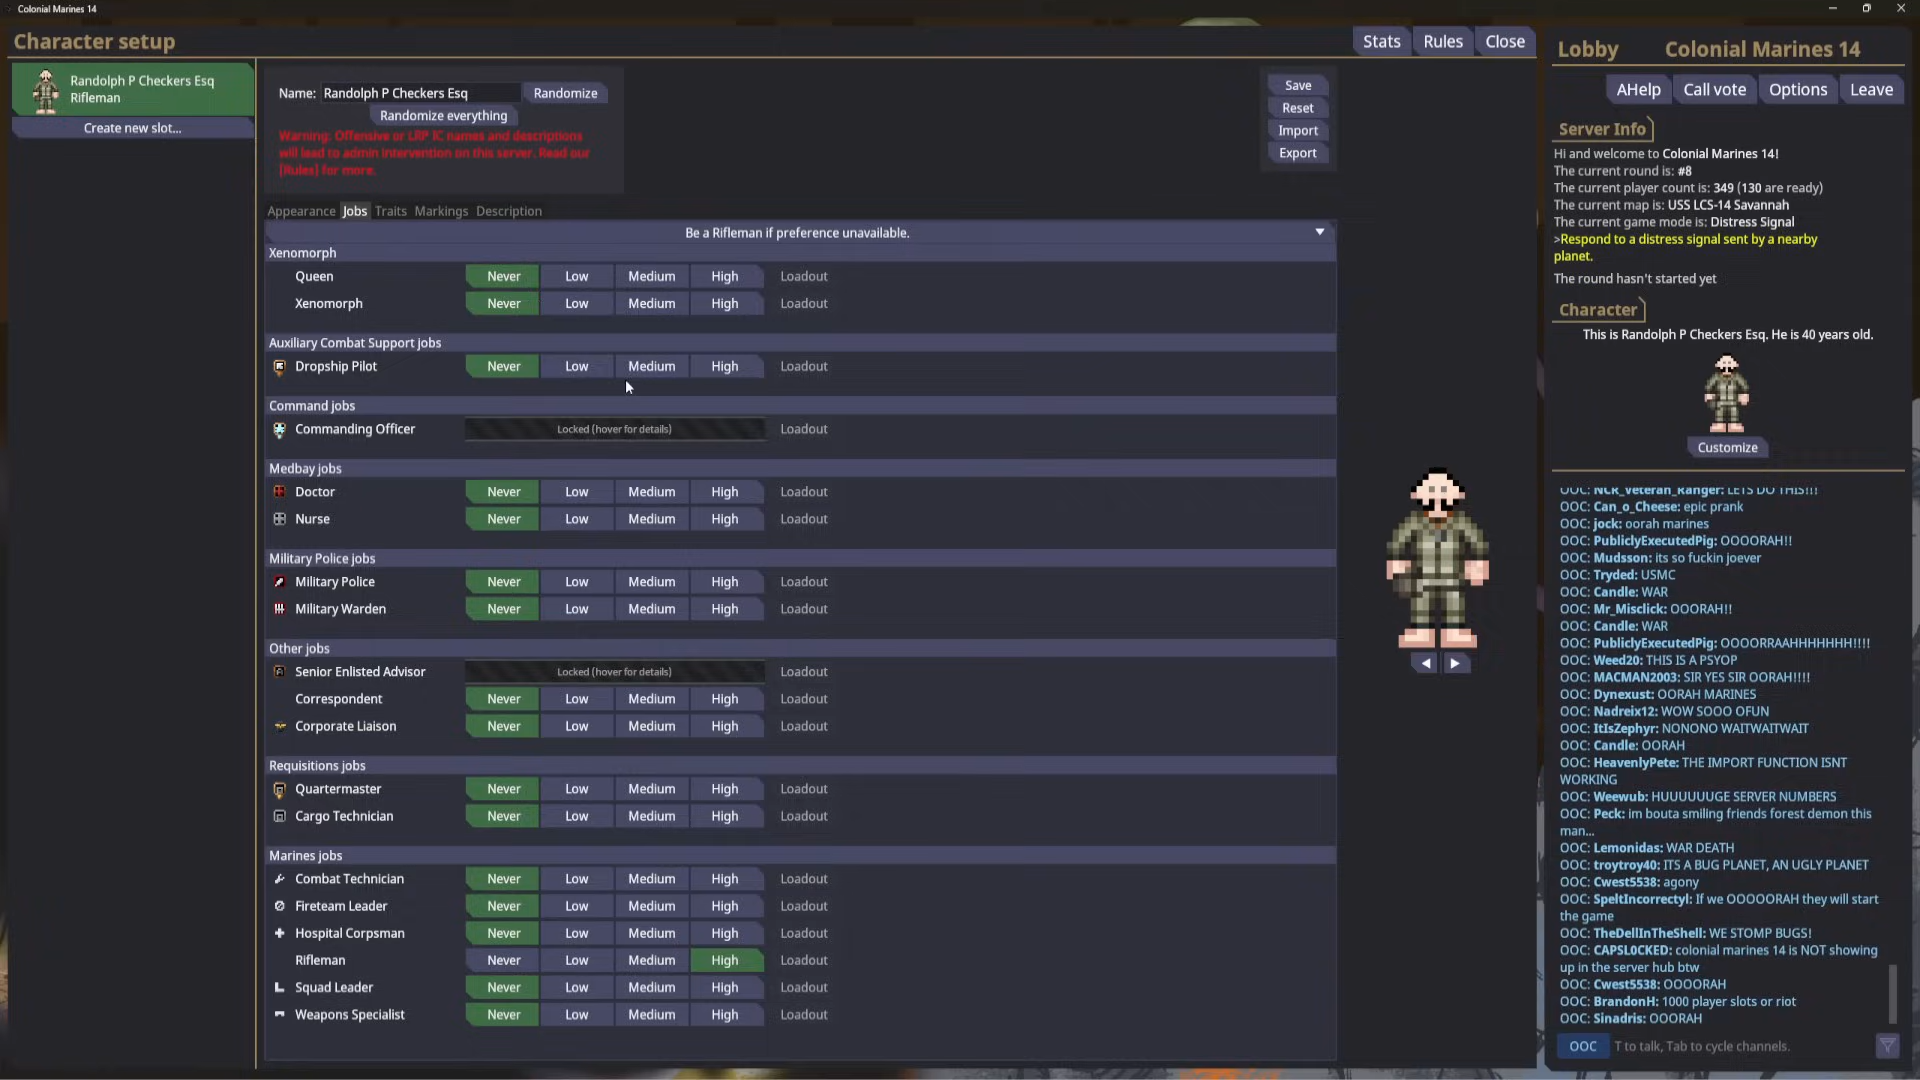 Colonial Marines 14
Character setup
Stats
Rules
Close
Randolph P Checkers Esq
Rifleman
Create new slot...
Name: Randolph P Checkers Esq
Randomize
Randomize everything
Warning: Offensive or LRP IC names and descriptions
will lead to admin intervention on this server. Read our
[Rules] for more.
Save
Reset
Import
Export
Appearance Jobs Traits Markings Description
Be a Rifleman if preference unavailable.
Xenomorph
Queen Never Low Medium High Loadout
Xenomorph Never Low Medium High Loadout
Auxiliary Combat Support jobs
Dropship Pilot Never Low Medium High Loadout
Command jobs
Commanding Officer Locked (hover for details) Loadout
Medbay jobs
Doctor Never Low Medium High Loadout
Nurse Never Low Medium High Loadout
Military Police jobs
Military Police Never Low Medium High Loadout
Military Warden Never Low Medium High Loadout
Other jobs
Senior Enlisted Advisor Locked (hover for details) Loadout
Correspondent Never Low Medium High Loadout
Corporate Liaison Never Low Medium High Loadout
Requisitions jobs
Quartermaster Never Low Medium High Loadout
Cargo Technician Never Low Medium High Loadout
Marines jobs
Combat Technician Never Low Medium High Loadout
Fireteam Leader Never Low Medium High Loadout
Hospital Corpsman Never Low Medium High Loadout
Rifleman Never Low Medium High Loadout
Squad Leader Never Low Medium High Loadout
Weapons Specialist Never Low Medium High Loadout
Lobby Colonial Marines 14
AHelp Call vote Options Leave
Server Info
Hi and welcome to Colonial Marines 14!
The current round is: #8
The current player count is: 349 (130 are ready)
The current map is: USS LCS-14 Savannah
The current game mode is: Distress Signal
>Respond to a distress signal sent by a nearby
planet.
The round hasn't started yet
Character
This is Randolph P Checkers Esq. He is 40 years old.
Customize
OOC: NCR_Veteran_Ranger: LETS DO THIS!!!
OOC: Can_o_Cheese: epic prank
OOC: jock: oorah marines
OOC: PubliclyExecutedPig: OOOORAH!!
OOC: Mudsson: its so fuckin joever
OOC: Tryded: USMC
OOC: Candle: WAR
OOC: Mr_Misclick: OOORAH!!
OOC: Candle: WAR
OOC: PubliclyExecutedPig: OOOORRAAHHHHHHH!!!!
OOC: Weed20: THIS IS A PSYOP
OOC: MACMAN2003: SIR YES SIR OORAH!!!!
OOC: Dynexust: OORAH MARINES
OOC: Nadreix12: WOW SOOO OFUN
OOC: ItIsZephyr: NONONO WAITWAITWAIT
OOC: Candle: OORAH
OOC: HeavenlyPete: THE IMPORT FUNCTION ISNT
WORKING
OOC: Weewub: HUUUUUUGE SERVER NUMBERS
OOC: Peck: im bouta smiling friends forest demon this
man...
OOC: Lemonidas: WAR DEATH
OOC: troytroy40: ITS A BUG PLANET, AN UGLY PLANET
OOC: Cwest5538: agony
OOC: SpeltIncorrectyl: If we OOOOORAH they will start
the game
OOC: TheDellInTheShell: WE STOMP BUGS!
OOC: CAPSL0CKED: colonial marines 14 is NOT showing
up in the server hub btw
OOC: Cwest5538: OOOORAH
OOC: BrandonH: 1000 player slots or riot
OOC: Sinadris: OOORAH
OOC T to talk, Tab to cycle channels.